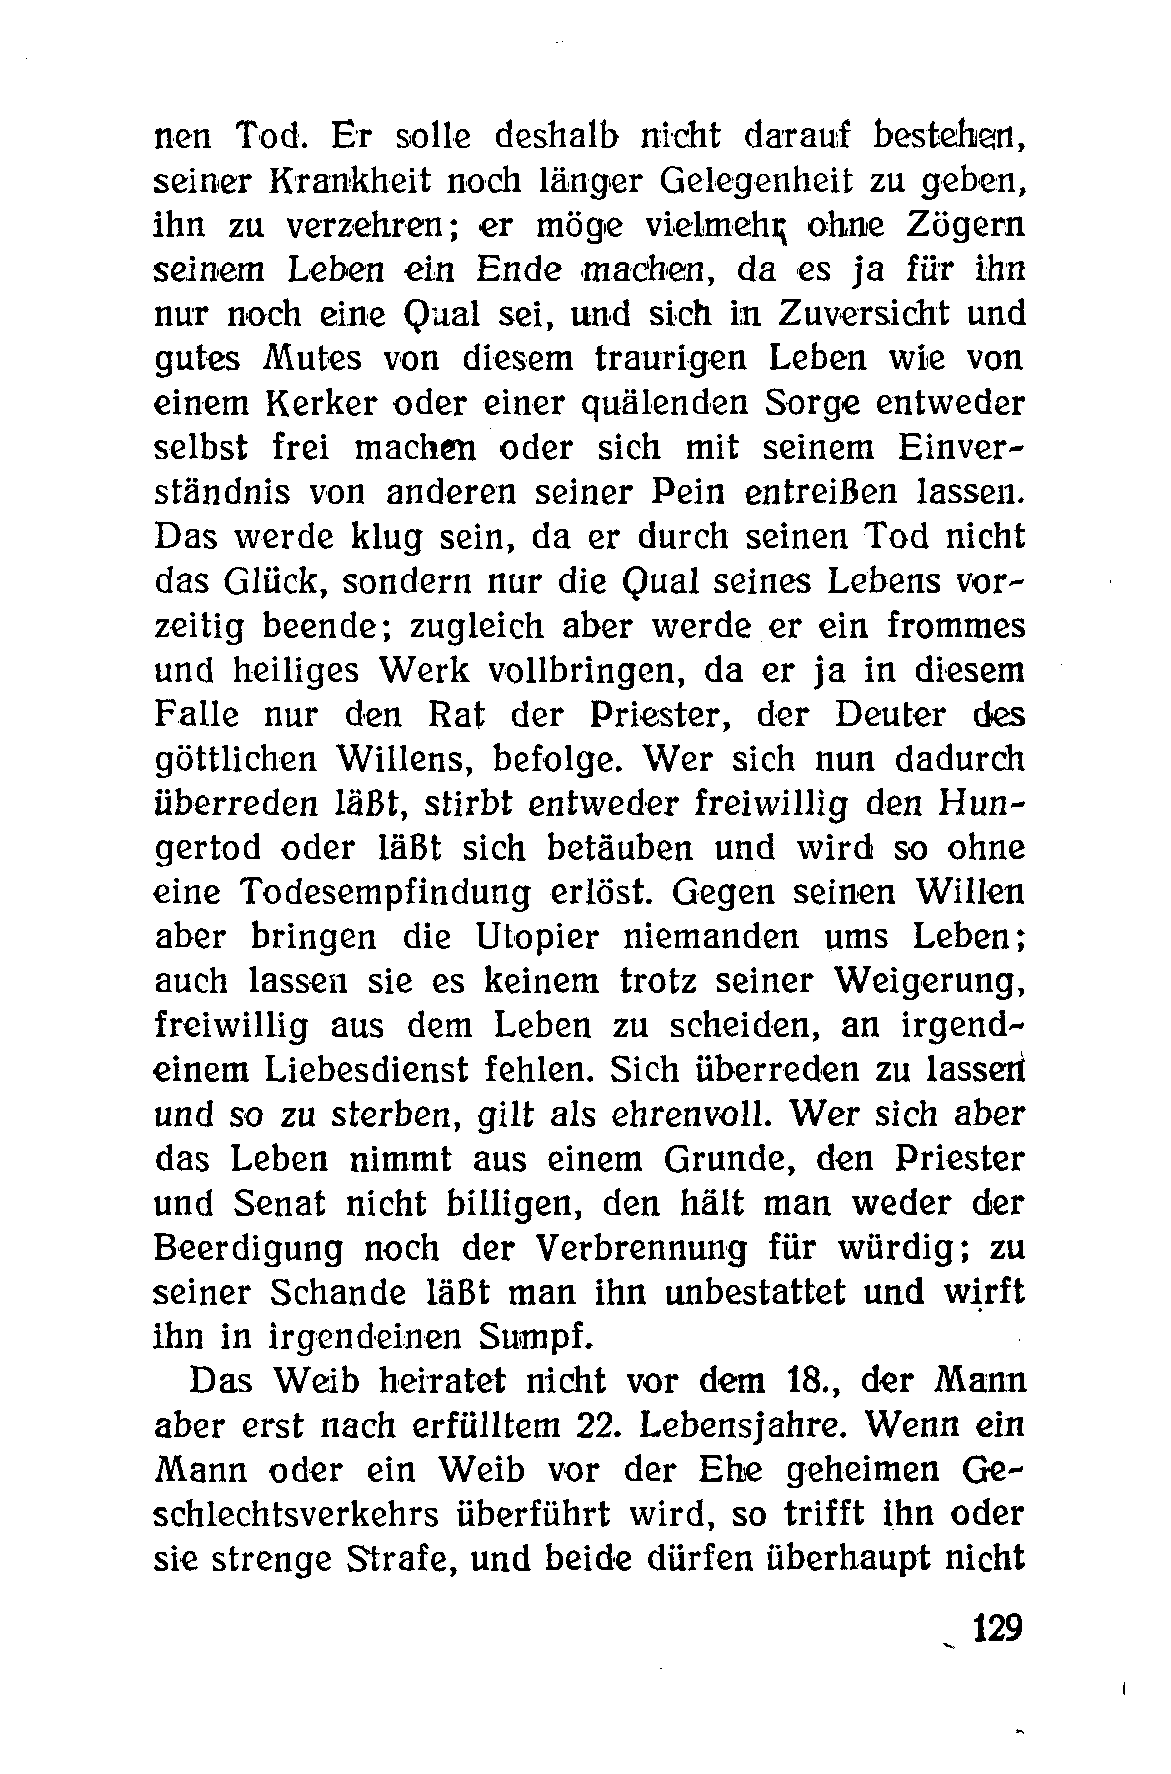 nen Tod. Er solle deshalb nicht darauf bestehen,
seiner Krankheit noch länger Gelegenheit zu geben,
ihn zu verzehren; er möge vielmehr ohne Zögern
seinem Leben ein Ende machen, da es ja für ihn
nur noch eine Qual sei, und sich in Zuversicht und
gutes Mutes von diesem traurigen Leben wie von
einem Kerker oder einer quälenden Sorge entweder
selbst frei machen oder sich mit seinem Einver-
ständnis von anderen seiner Pein entreißen lassen.
Das werde klug sein, da er durch seinen Tod nicht
das Glück, sondern nur die Qual seines Lebens vor-
zeitig beende; zugleich aber werde er ein frommes
und heiliges Werk vollbringen, da er ja in diesem
Falle nur den Rat der Priester, der Deuter des
göttlichen Willens, befolge. Wer sich nun dadurch
überreden läßt, stirbt entweder freiwillig den Hun-
gertod oder läßt sich betäuben und wird so ohne
eine Todesempfindung erlöst. Gegen seinen Willen
aber bringen die Utopier niemanden ums Leben;
auch lassen sie es keinem trotz seiner Weigerung,
freiwillig aus dem Leben zu scheiden, an irgend-
einem Liebesdienst fehlen. Sich überreden zu lassen
und so zu sterben, gilt als ehrenvoll. Wer sich aber
das Leben nimmt aus einem Grunde, den Priester
und Senat nicht billigen, den hält man weder der
Beerdigung noch der Verbrennung für würdig; zu
seiner Schande läßt man ihn unbestattet und wirft
ihn in irgendeinen Sumpf.
Das Weib heiratet nicht vor dem 18., der Mann
aber erst nach erfülltem 22. Lebensjahre. Wenn ein
Mann oder ein Weib vor der Ehe geheimen Ge-
schlechtsverkehrs überführt wird, so trifft ihn oder
sie strenge Strafe, und beide dürfen überhaupt nicht
129